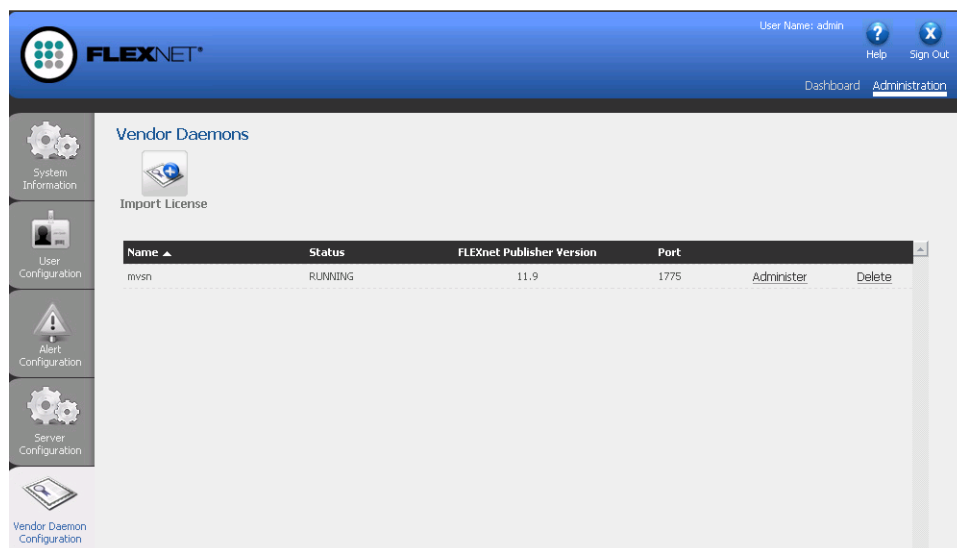 User Name: admin
FLEXNET®
Help
Sign Out
Dashboard Administration
System
Information
User
Configuration
Alert
Configuration
Server
Configuration
Vendor Daemon
Configuration
Vendor Daemons
Import License
Name Status FLEXnet Publisher Version Port
mvsn RUNNING 11.9 1775 Administer Delete